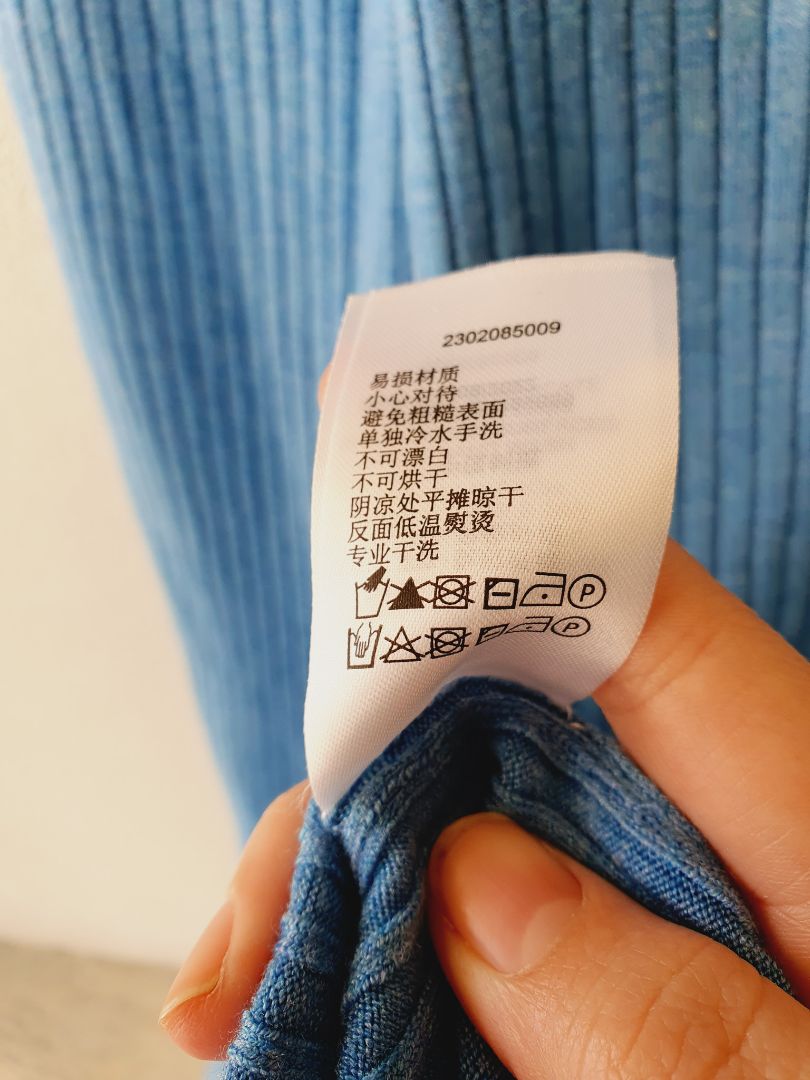 2302085009
易损材质
小心对待
避免粗糙表面
单独冷水手洗
不可漂白
不可烘干
阴凉处平摊晾干
反面低温熨烫
专业干洗
P
P